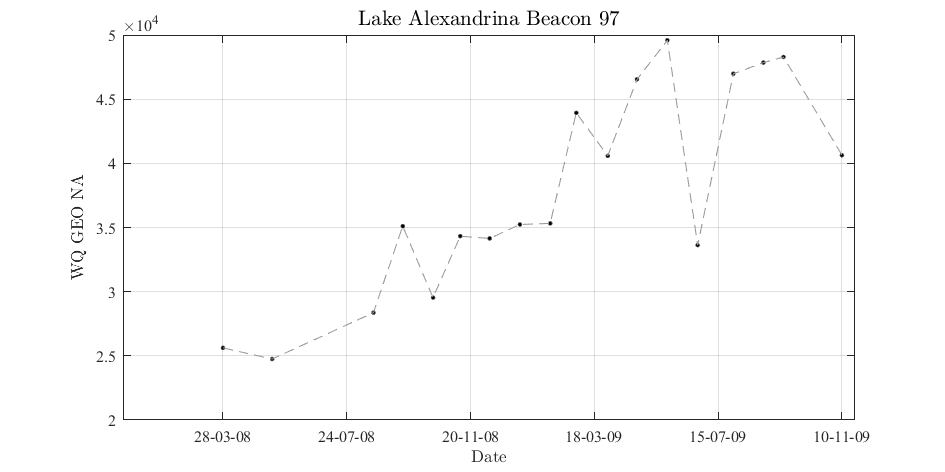 Lake Alexandrina Beacon 97
×10⁴
5
4.5
4
3.5
3
2.5
2
WQ GEO NA
28-03-08 24-07-08 20-11-08 18-03-09 15-07-09 10-11-09
Date